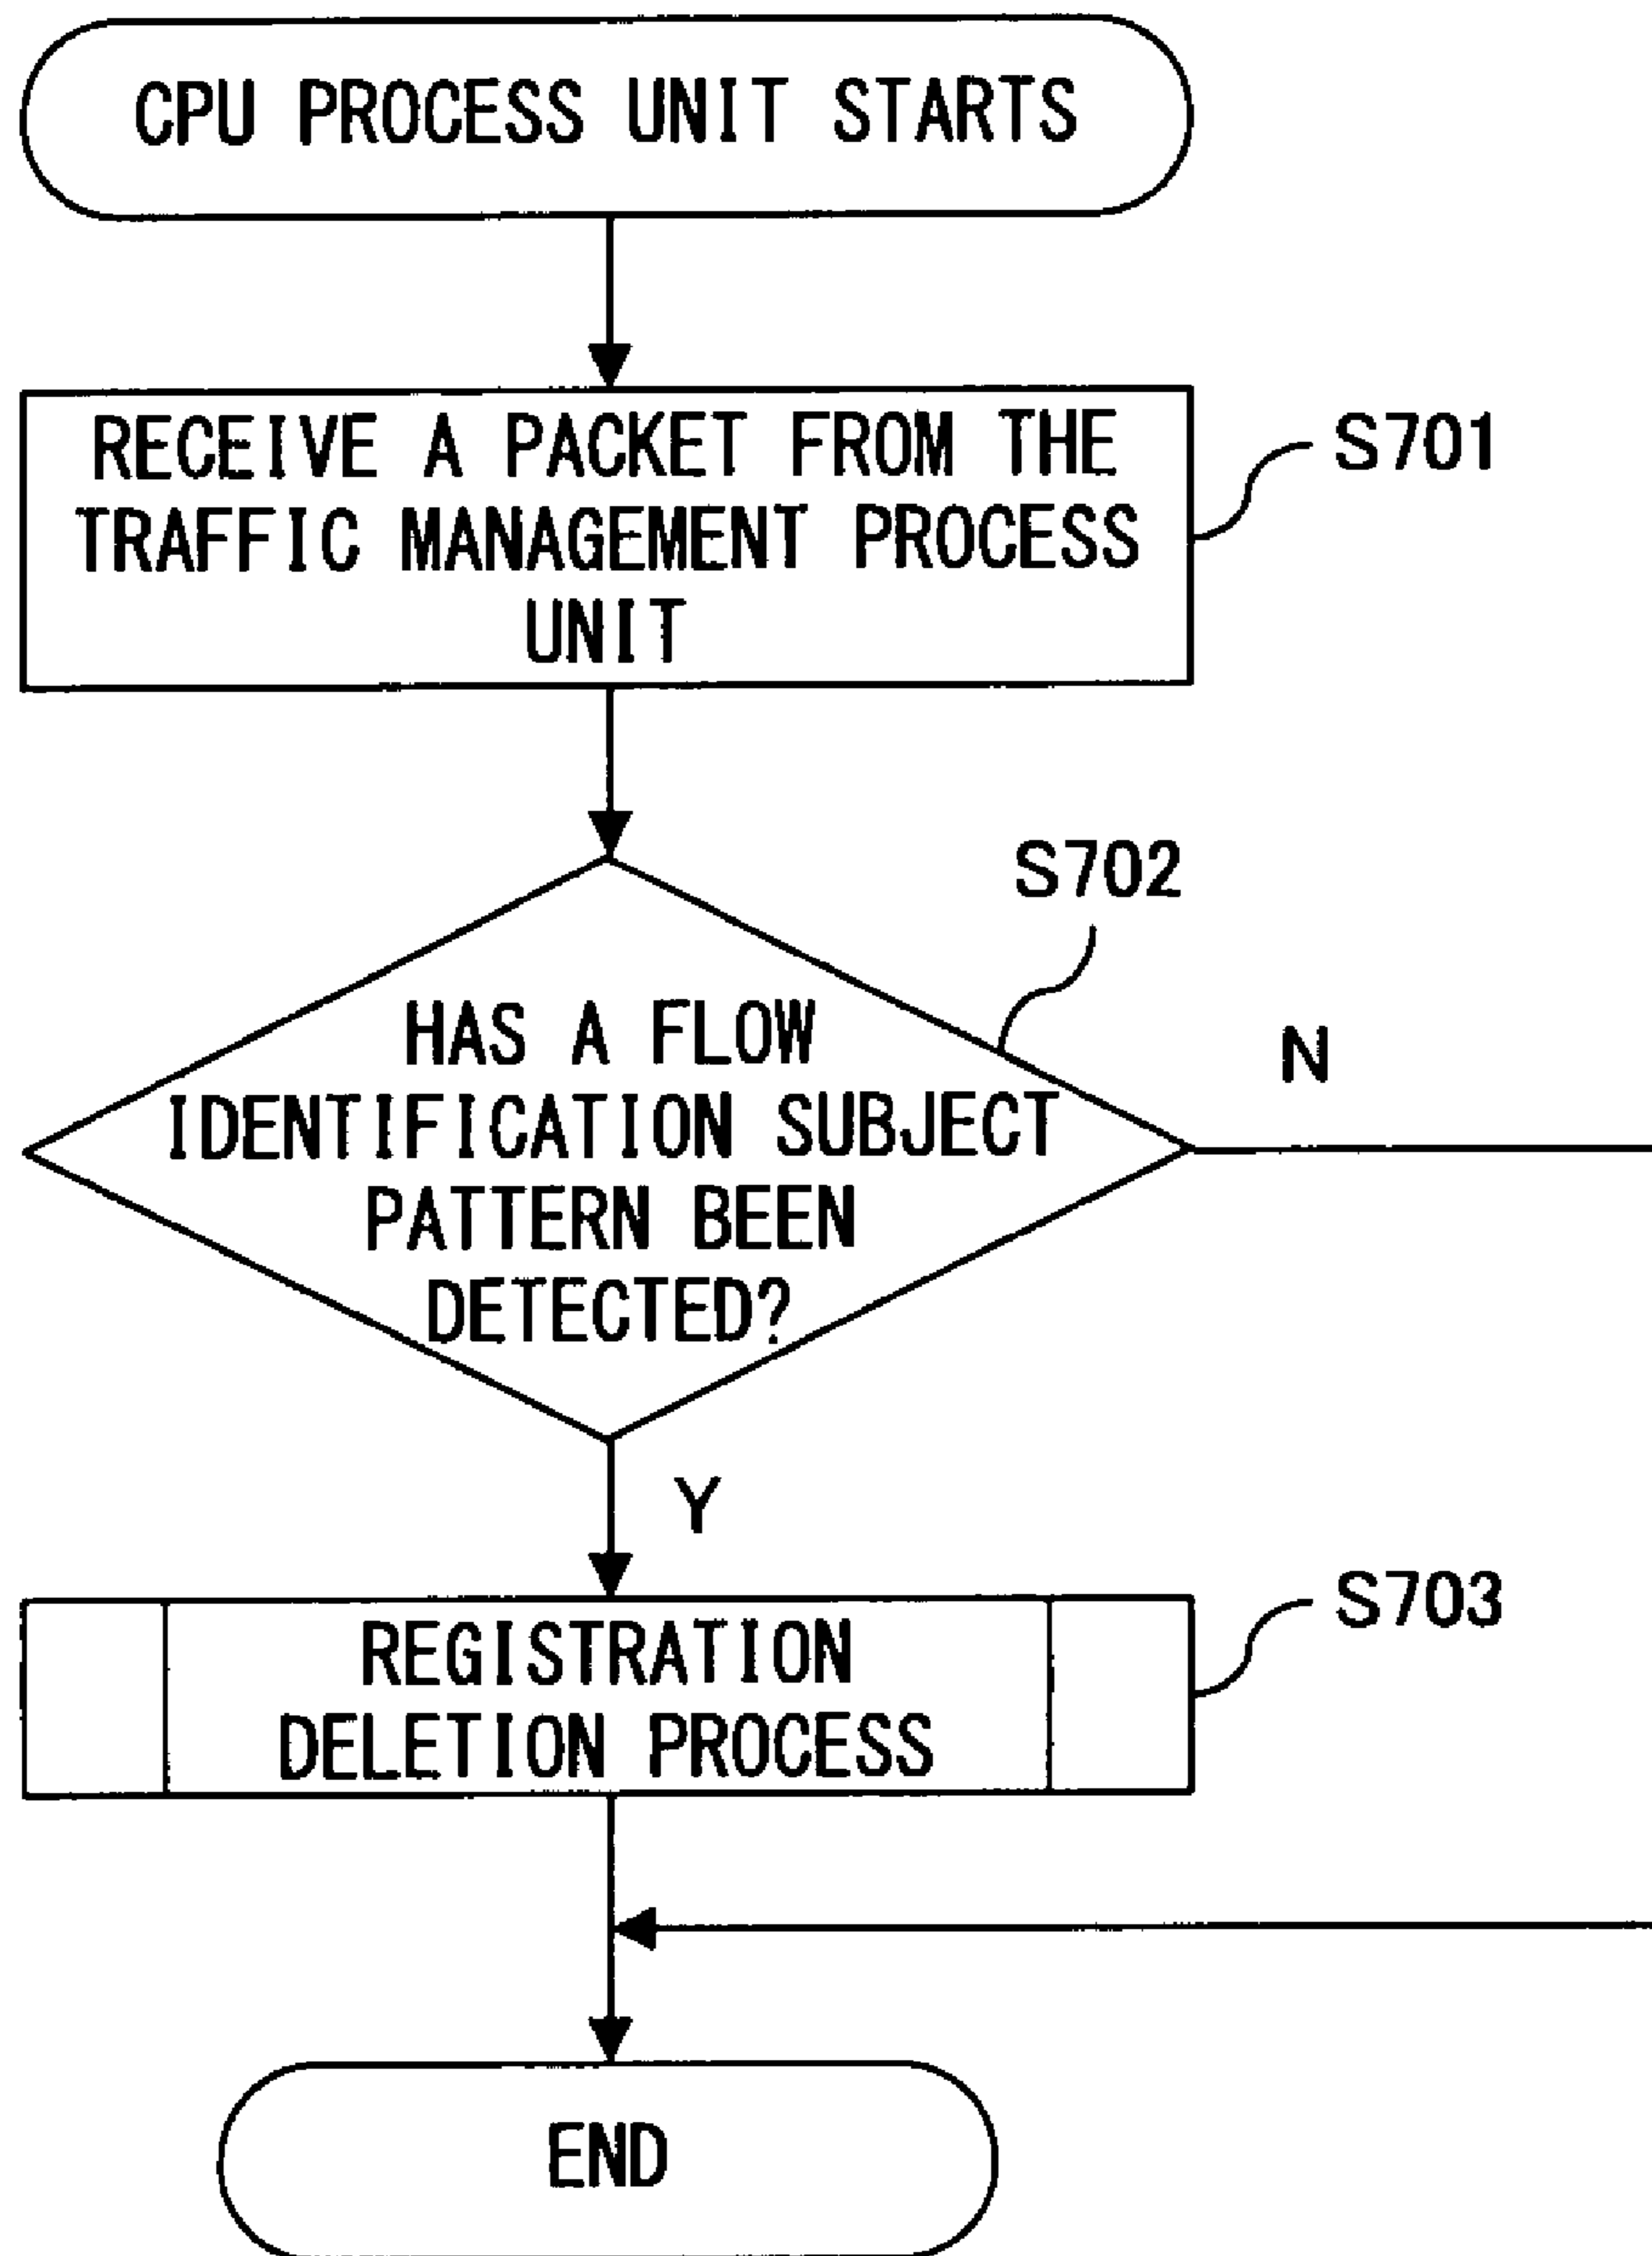 CPU PROCESS UNIT STARTS
RECEIVE A PACKET FROM THE
TRAFFIC MANAGEMENT PROCESS
UNIT
S701
S702
HAS A FLOW
IDENTIFICATION SUBJECT
PATTERN BEEN
DETECTED?
N
Y
REGISTRATION
DELETION PROCESS
S703
END